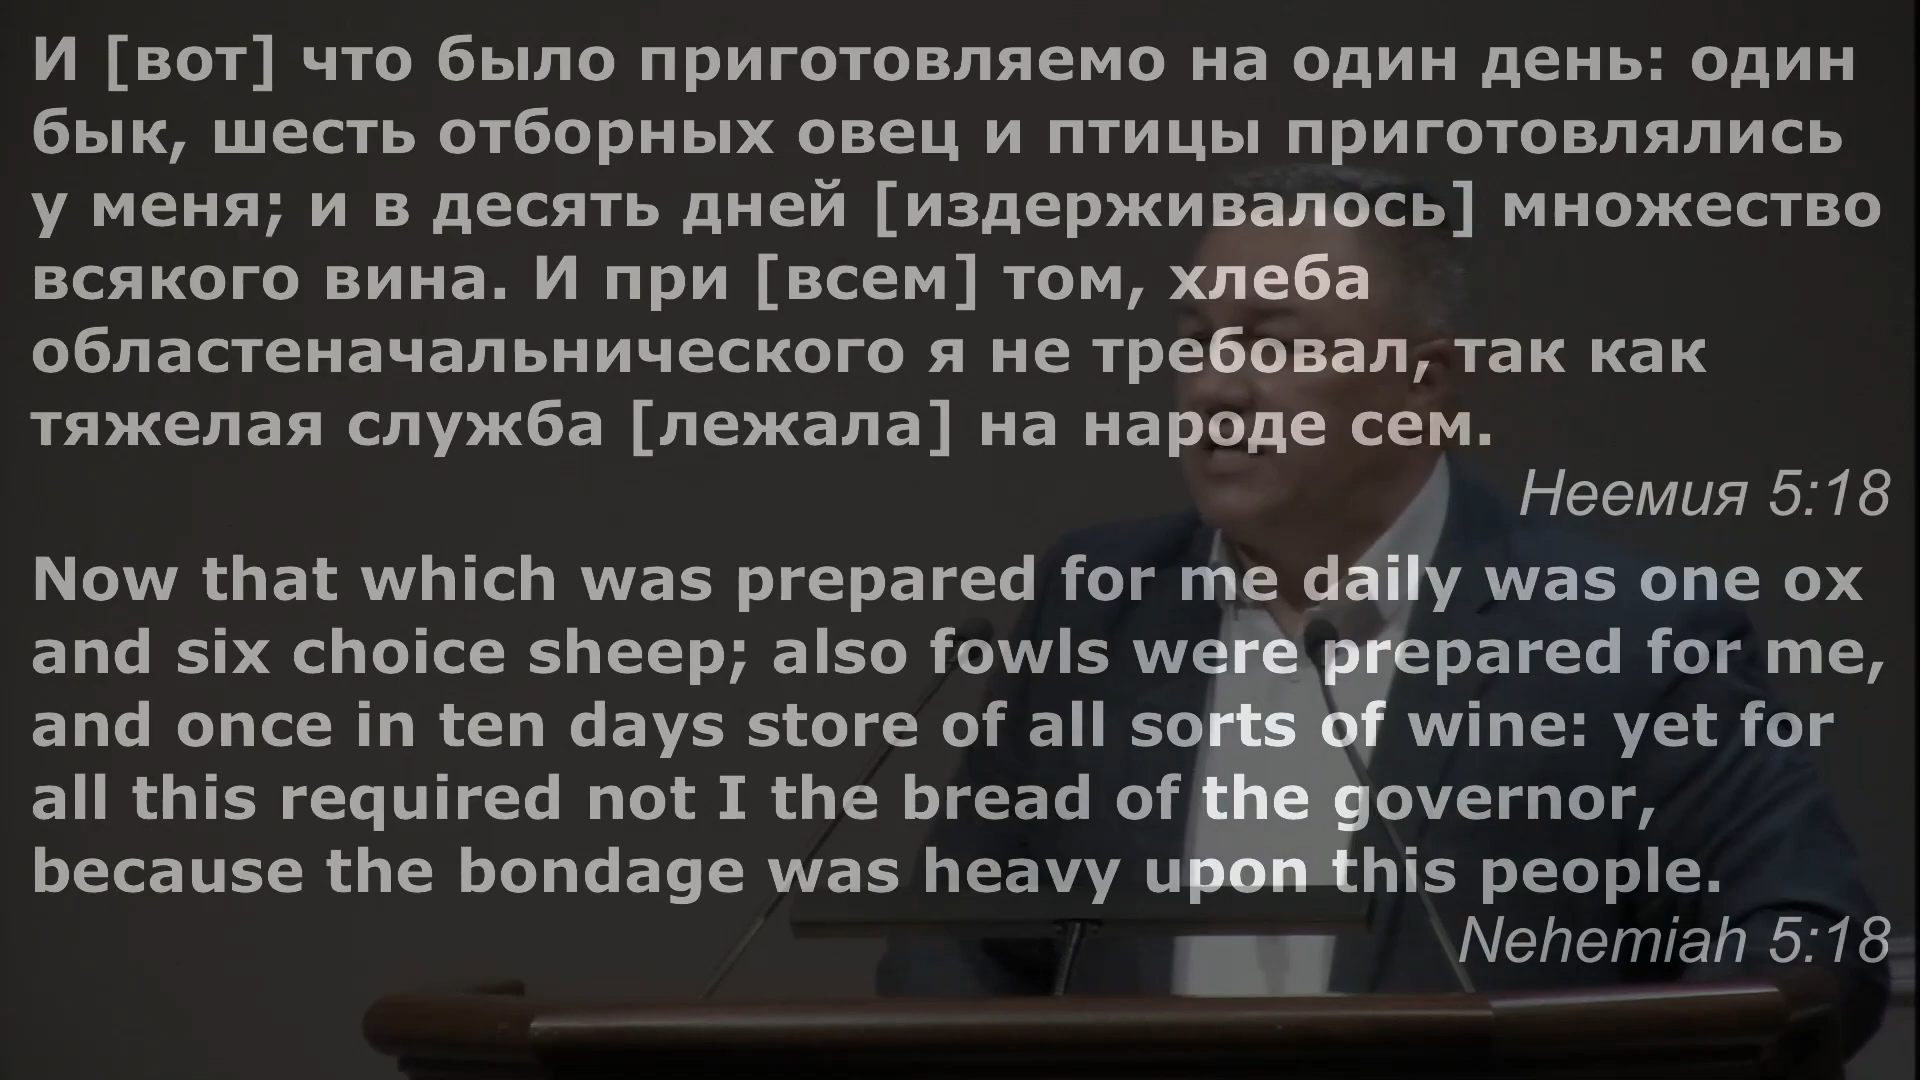 И [вот] что было приготовляемо на один день: один
бык, шесть отборных овец и птицы приготовлялись
у меня; и в десять дней [издерживалось] множество
всякого вина. И при [всем] том, хлеба
областеначальнического я не требовал, так как
тяжелая служба [лежала] на народе сем.
Неемия 5:18
Now that which was prepared for me daily was one ox
and six choice sheep; also fowls were prepared for me,
and once in ten days store of all sorts of wine: yet for
all this required not I the bread of the governor,
because the bondage was heavy upon this people.
Nehemiah 5:18